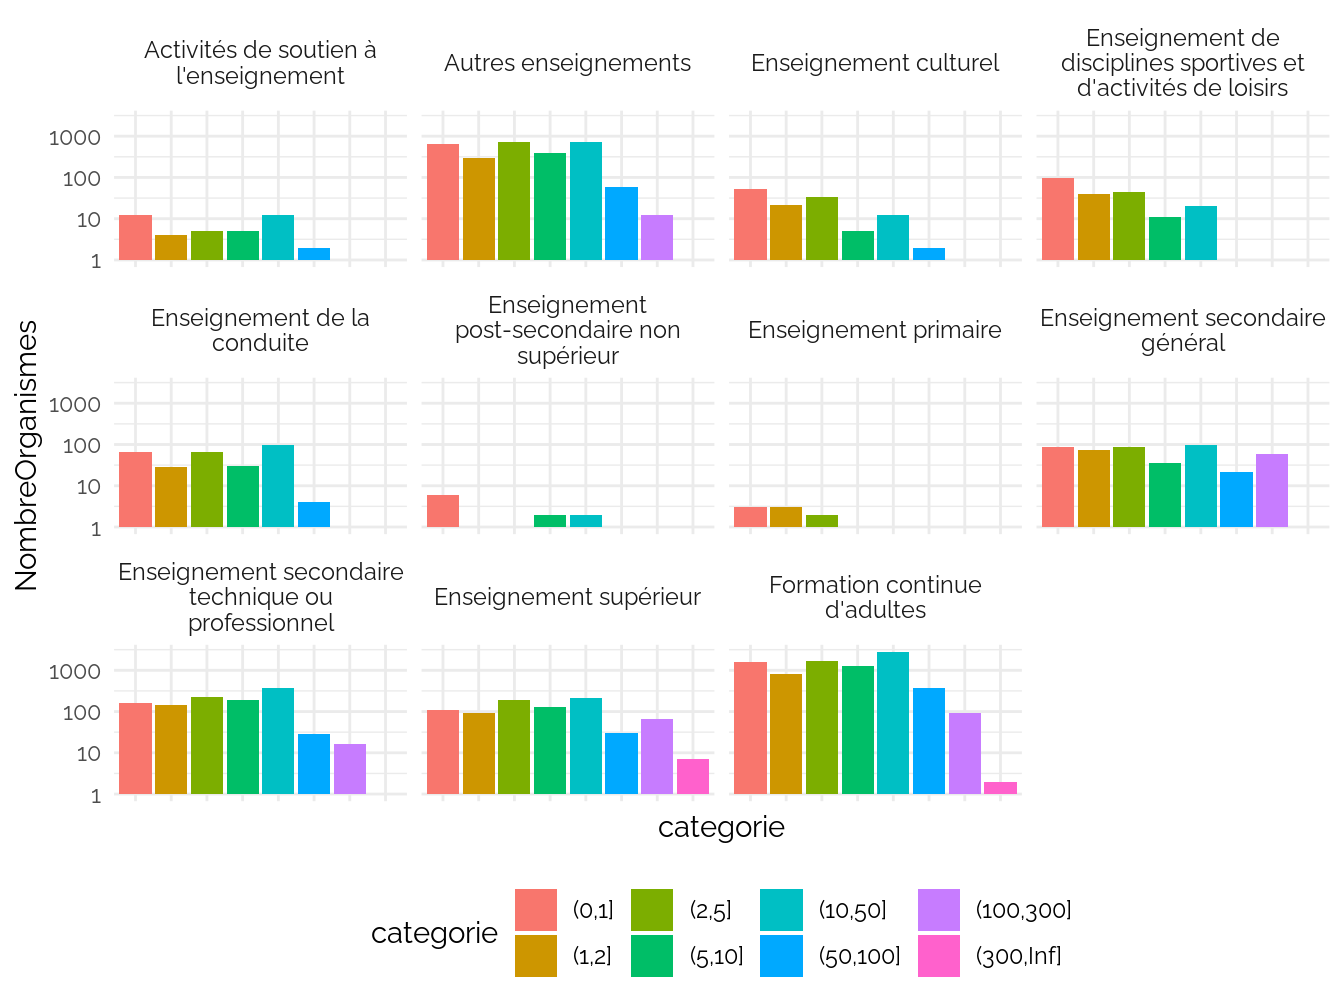 Activités de soutien à
l'enseignement
Autres enseignements
Enseignement culturel
Enseignement de
disciplines sportives et
d'activités de loisirs
1000
100
10
1
Enseignement de la
conduite
Enseignement
post-secondaire non
supérieur
Enseignement primaire
Enseignement secondaire
général
NombreOrganismes
1000
100
10
1
Enseignement secondaire
technique ou
professionnel
Enseignement supérieur
Formation continue
d'adultes
1000
100
10
1
categorie
categorie
(0,1]
(2,5]
(10,50]
(100,300]
(1,2]
(5,10]
(50,100]
(300,Inf]